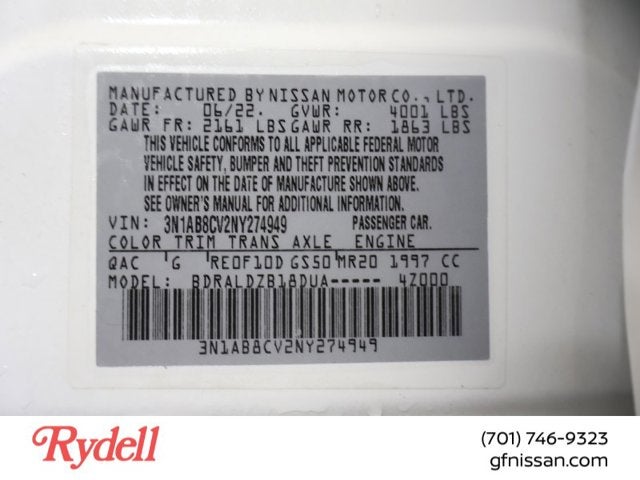 MANUFACTURED BY NISSAN MOTOR CO., LTD.
DATE: 06/22. GVWR: 4001 LBS
GAWR FR: 2161 LBS GAWR RR: 1863 LBS
THIS VEHICLE CONFORMS TO ALL APPLICABLE FEDERAL MOTOR
VEHICLE SAFETY, BUMPER AND THEFT PREVENTION STANDARDS
IN EFFECT ON THE DATE OF MANUFACTURE SHOWN ABOVE.
SEE OWNER'S MANUAL FOR ADDITIONAL INFORMATION.
VIN: 3N1AB8CV2NY274949 PASSENGER CAR.
COLOR TRIM TRANS AXLE ENGINE
QAC G RE0F10D GS50 MR20 1997 CC
MODEL: BDRALDZB18DUA----- 4Z000
3N1AB8CV2NY274949
Rydell
(701) 746-9323
gfnissan.com